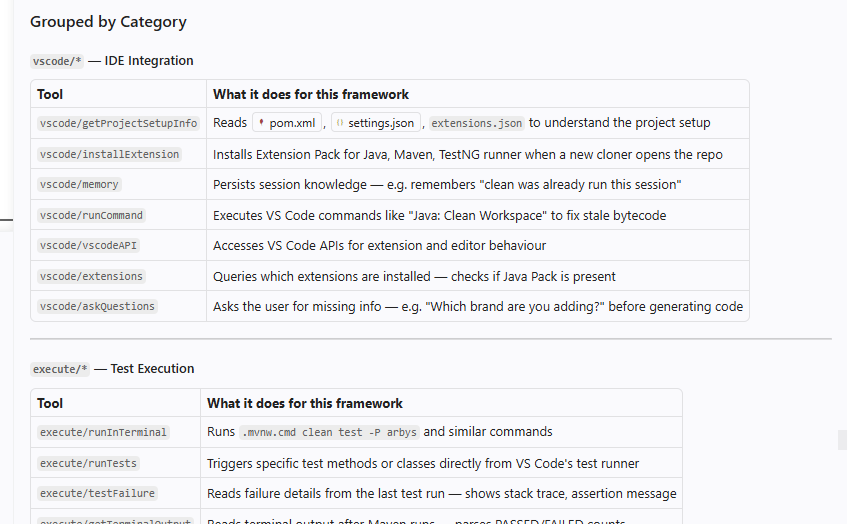 Grouped by Category
vscode/* — IDE Integration
Tool What it does for this framework
vscode/getProjectSetupInfo Reads pom.xml , settings.json , extensions.json to understand the project setup
vscode/installExtension Installs Extension Pack for Java, Maven, TestNG runner when a new cloner opens the repo
vscode/memory Persists session knowledge — e.g. remembers "clean was already run this session"
vscode/runCommand Executes VS Code commands like "Java: Clean Workspace" to fix stale bytecode
vscode/vscodeAPI Accesses VS Code APIs for extension and editor behaviour
vscode/extensions Queries which extensions are installed — checks if Java Pack is present
vscode/askQuestions Asks the user for missing info — e.g. "Which brand are you adding?" before generating code
execute/* — Test Execution
Tool What it does for this framework
execute/runInTerminal Runs .mvnw.cmd clean test -P arbys and similar commands
execute/runTests Triggers specific test methods or classes directly from VS Code's test runner
execute/testFailure Reads failure details from the last test run — shows stack trace, assertion message
execute/getTerminalOutput Reads terminal output after Maven runs — parses PASSED/FAILED counts